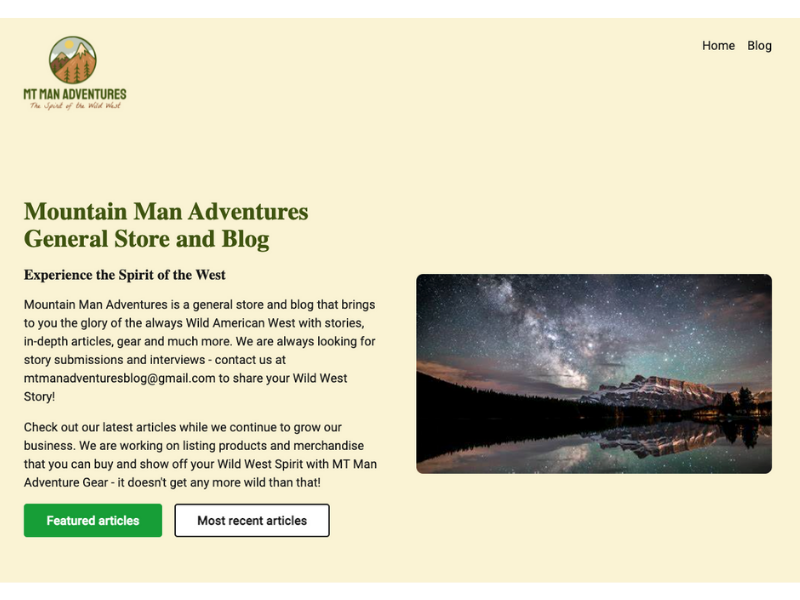 Home Blog
MT MAN ADVENTURES
The Spirit of the Wild West
Mountain Man Adventures
General Store and Blog
Experience the Spirit of the West
Mountain Man Adventures is a general store and blog that brings
to you the glory of the always Wild American West with stories,
in-depth articles, gear and much more. We are always looking for
story submissions and interviews - contact us at
mtmanadventuresblog@gmail.com to share your Wild West
Story!
Check out our latest articles while we continue to grow our
business. We are working on listing products and merchandise
that you can buy and show off your Wild West Spirit with MT Man
Adventure Gear - it doesn't get any more wild than that!
Featured articles Most recent articles